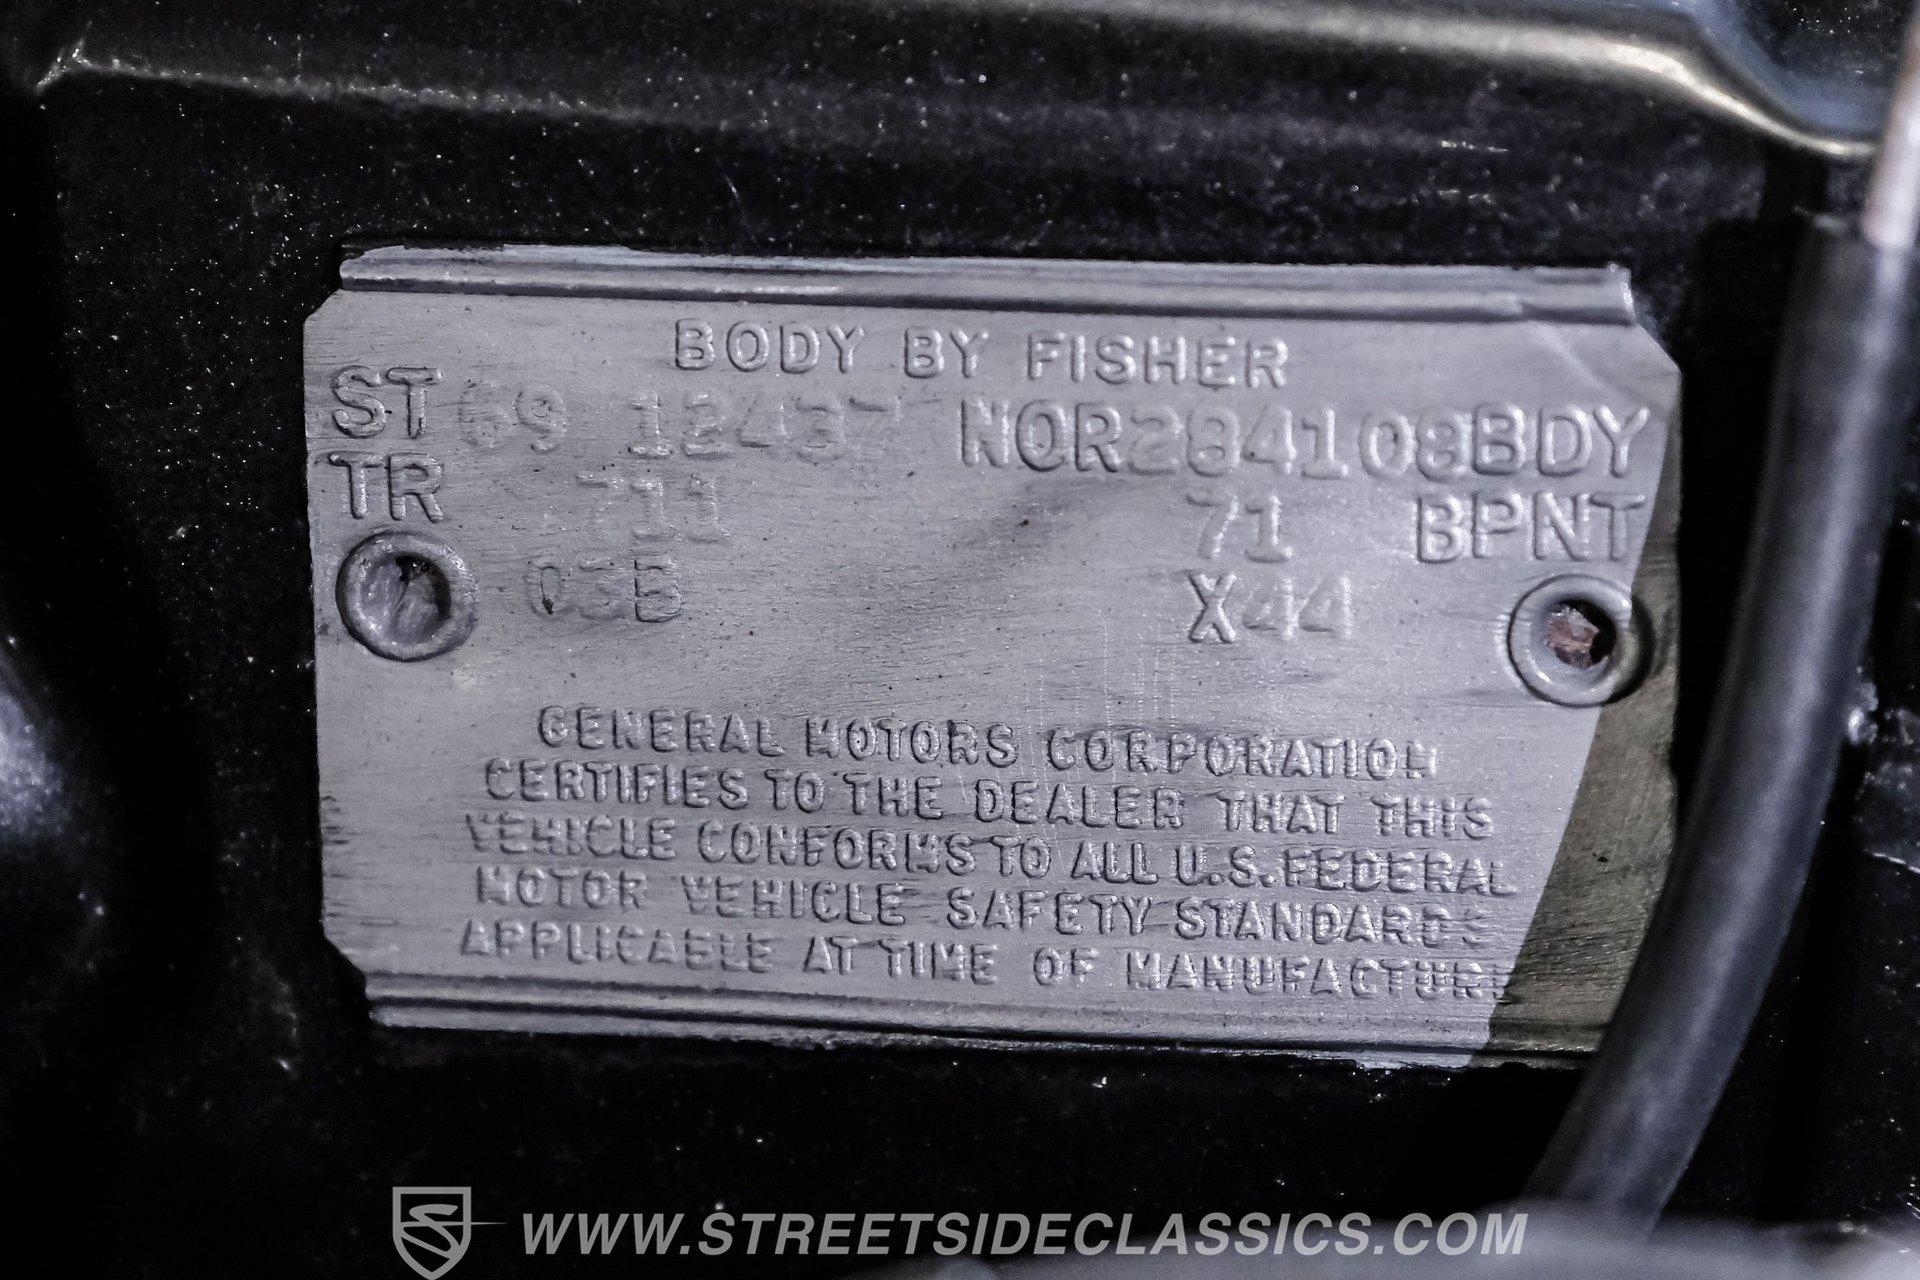 BODY BY FISHER
ST 69 12437 NOR284108BDY
TR 711 71 BPNT
03B X44
GENERAL MOTORS CORPORATION
CERTIFIES TO THE DEALER THAT THIS
VEHICLE CONFORMS TO ALL U.S. FEDERAL
MOTOR VEHICLE SAFETY STANDARDS
APPLICABLE AT TIME OF MANUFACTURE
WWW.STREETSIDECLASSICS.COM